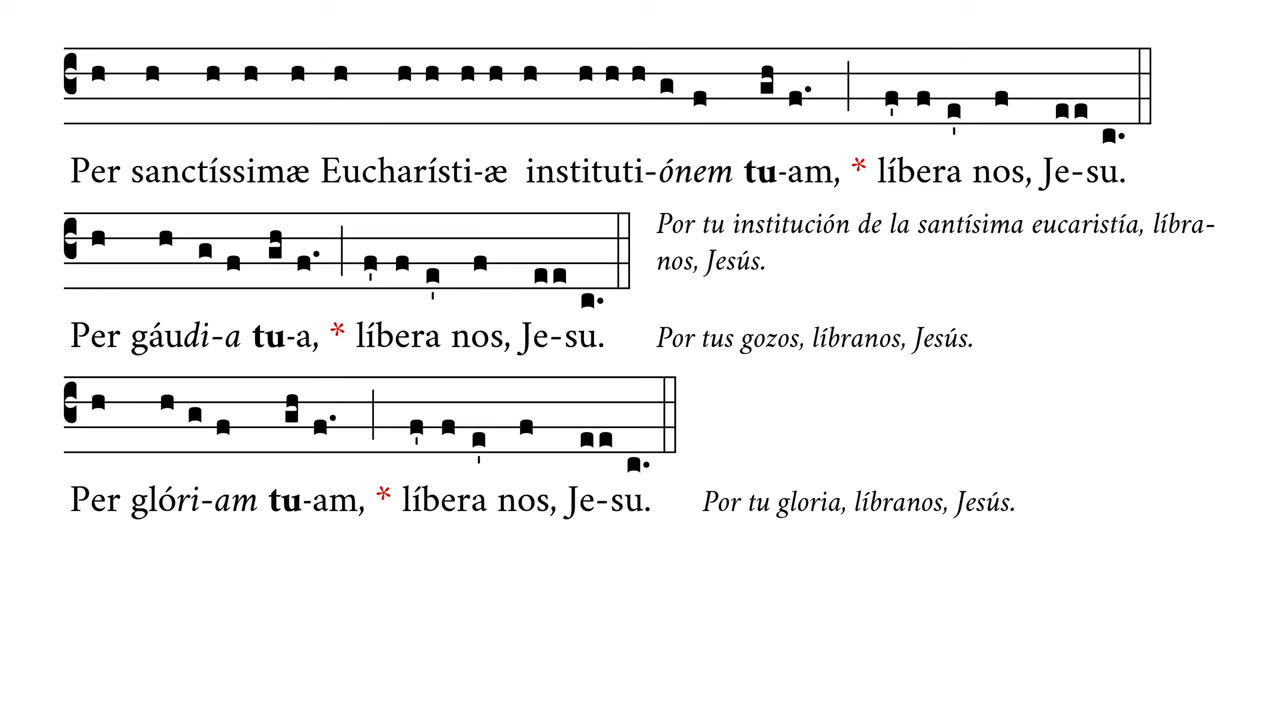 Per sanctíssimæ Eucharísti-æ instituti-ónem tu-am, * líbera nos, Je-su.
Por tu institución de la santísima eucaristía, líbra-
nos, Jesús.
Per gáudi-a tu-a, * líbera nos, Je-su.
Por tus gozos, líbranos, Jesús.
Per glóri-am tu-am, * líbera nos, Je-su.
Por tu gloria, líbranos, Jesús.